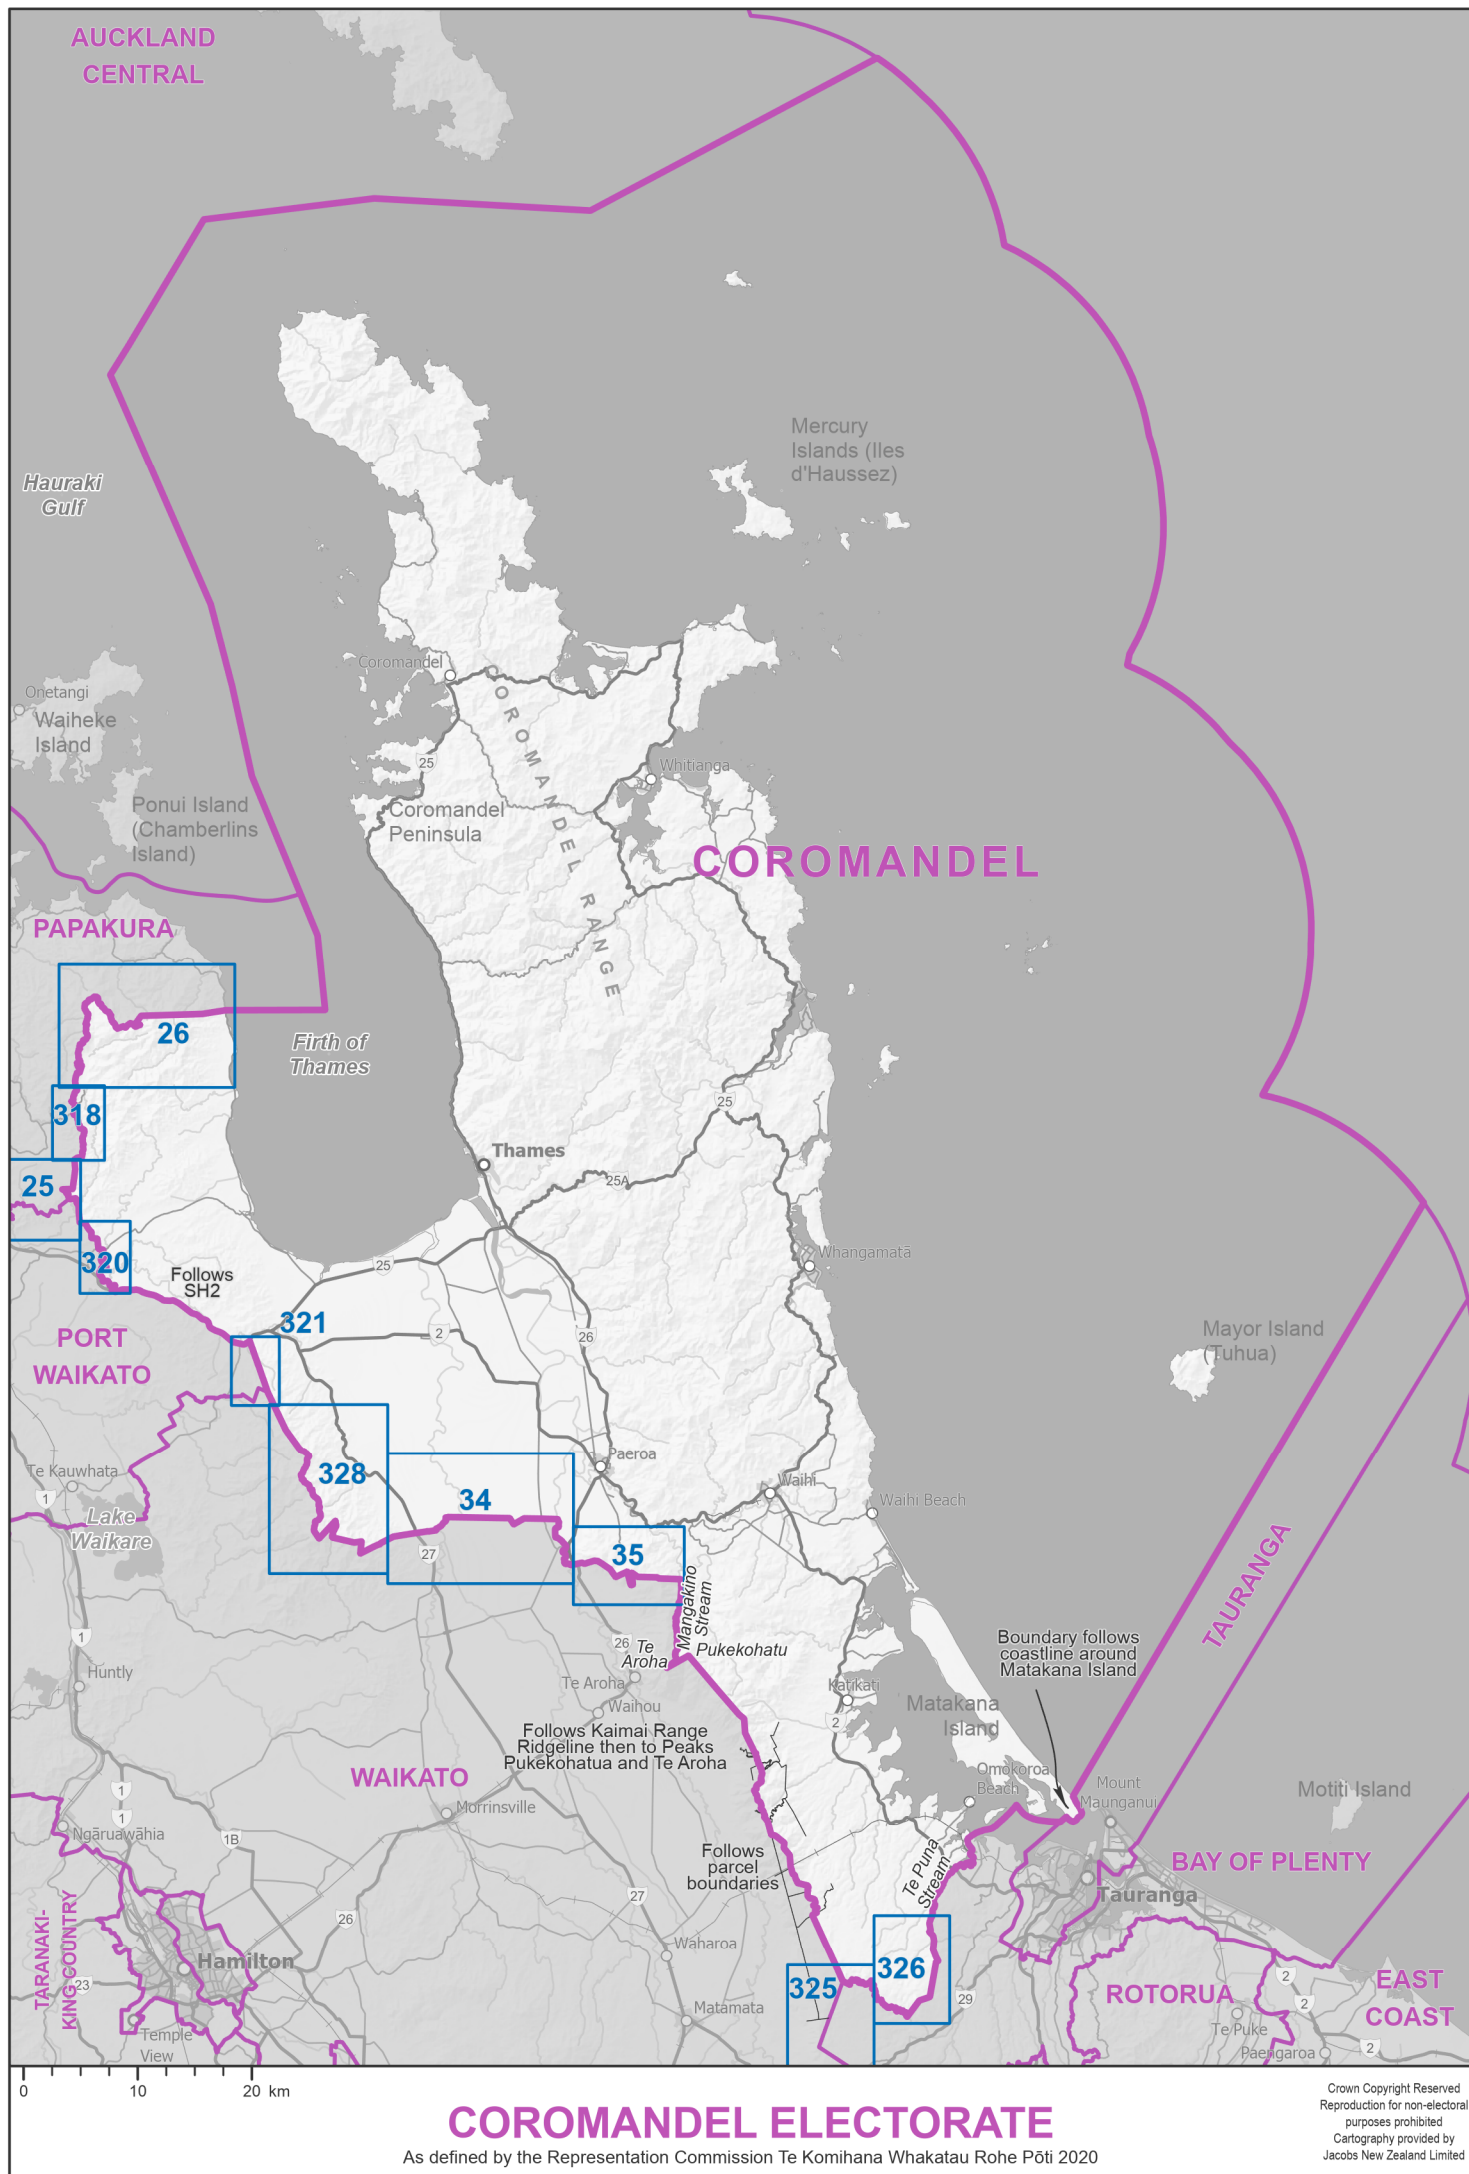 AUCKLAND
CENTRAL
Mercury
Islands (Iles
d'Haussez)
Hauraki
Gulf
Coromandel
Onetangi
Waiheke
Island
25
Whitianga
Ponui Island
(Chamberlins
Island)
Coromandel
Peninsula
COROMANDEL RANGE
COROMANDEL
PAPAKURA
26
Firth of
Thames
318
25
Thames
25A
25
Whangamatā
320
25
Follows
SH2
321
2
26
PORT
WAIKATO
Mayor Island
(Tuhua)
Te Kauwhata
1
Lake
Waikare
328
34
Paeroa
Waihi
Waihi Beach
27
35
Mangakino
Stream
TAURANGA
1
26
Te
Aroha
Pukekohatu
Boundary follows
coastline around
Matakana Island
Huntly
Te Aroha
Waihou
Katikati
2
Matakana
Island
Follows Kaimai Range
Ridgeline then to Peaks
Pukekohatua and Te Aroha
WAIKATO
Omokoroa
Beach
Mount
Maunganui
Motiti Island
1
1
Morrinsville
Ngāruawāhia
1B
Follows
parcel
boundaries
Te Puna
Stream
BAY OF PLENTY
Tauranga
TARANAKI-
KING COUNTRY
26
27
Waharoa
Hamilton
23
325
326
29
2
2
2
ROTORUA
EAST
COAST
Matamata
Temple
View
Te Puke
Paengaroa
0 10 20 km
COROMANDEL ELECTORATE
As defined by the Representation Commission Te Komihana Whakatau Rohe Pōti 2020
Crown Copyright Reserved
Reproduction for non-electoral
purposes prohibited
Cartography provided by
Jacobs New Zealand Limited